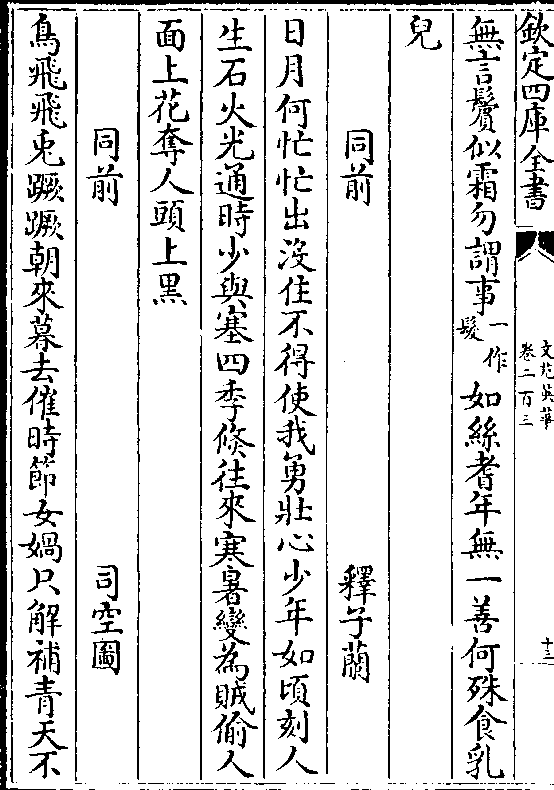 欽定四庫全書
文苑英華
卷二百三
十三
無言鬢似霜勿謂事一作髮如絲耆年無一善何殊食乳
兒
同前 釋子蘭
日月何忙忙出沒住不得使我勇壯心少年如頃刻人
生石火光通時少與塞四季倐往來寒暑變為賊偷人
面上花奪人頭上黑
同前 司空圖
烏飛飛兎蹶蹶朝來暮去催時節女媧只解補青天不